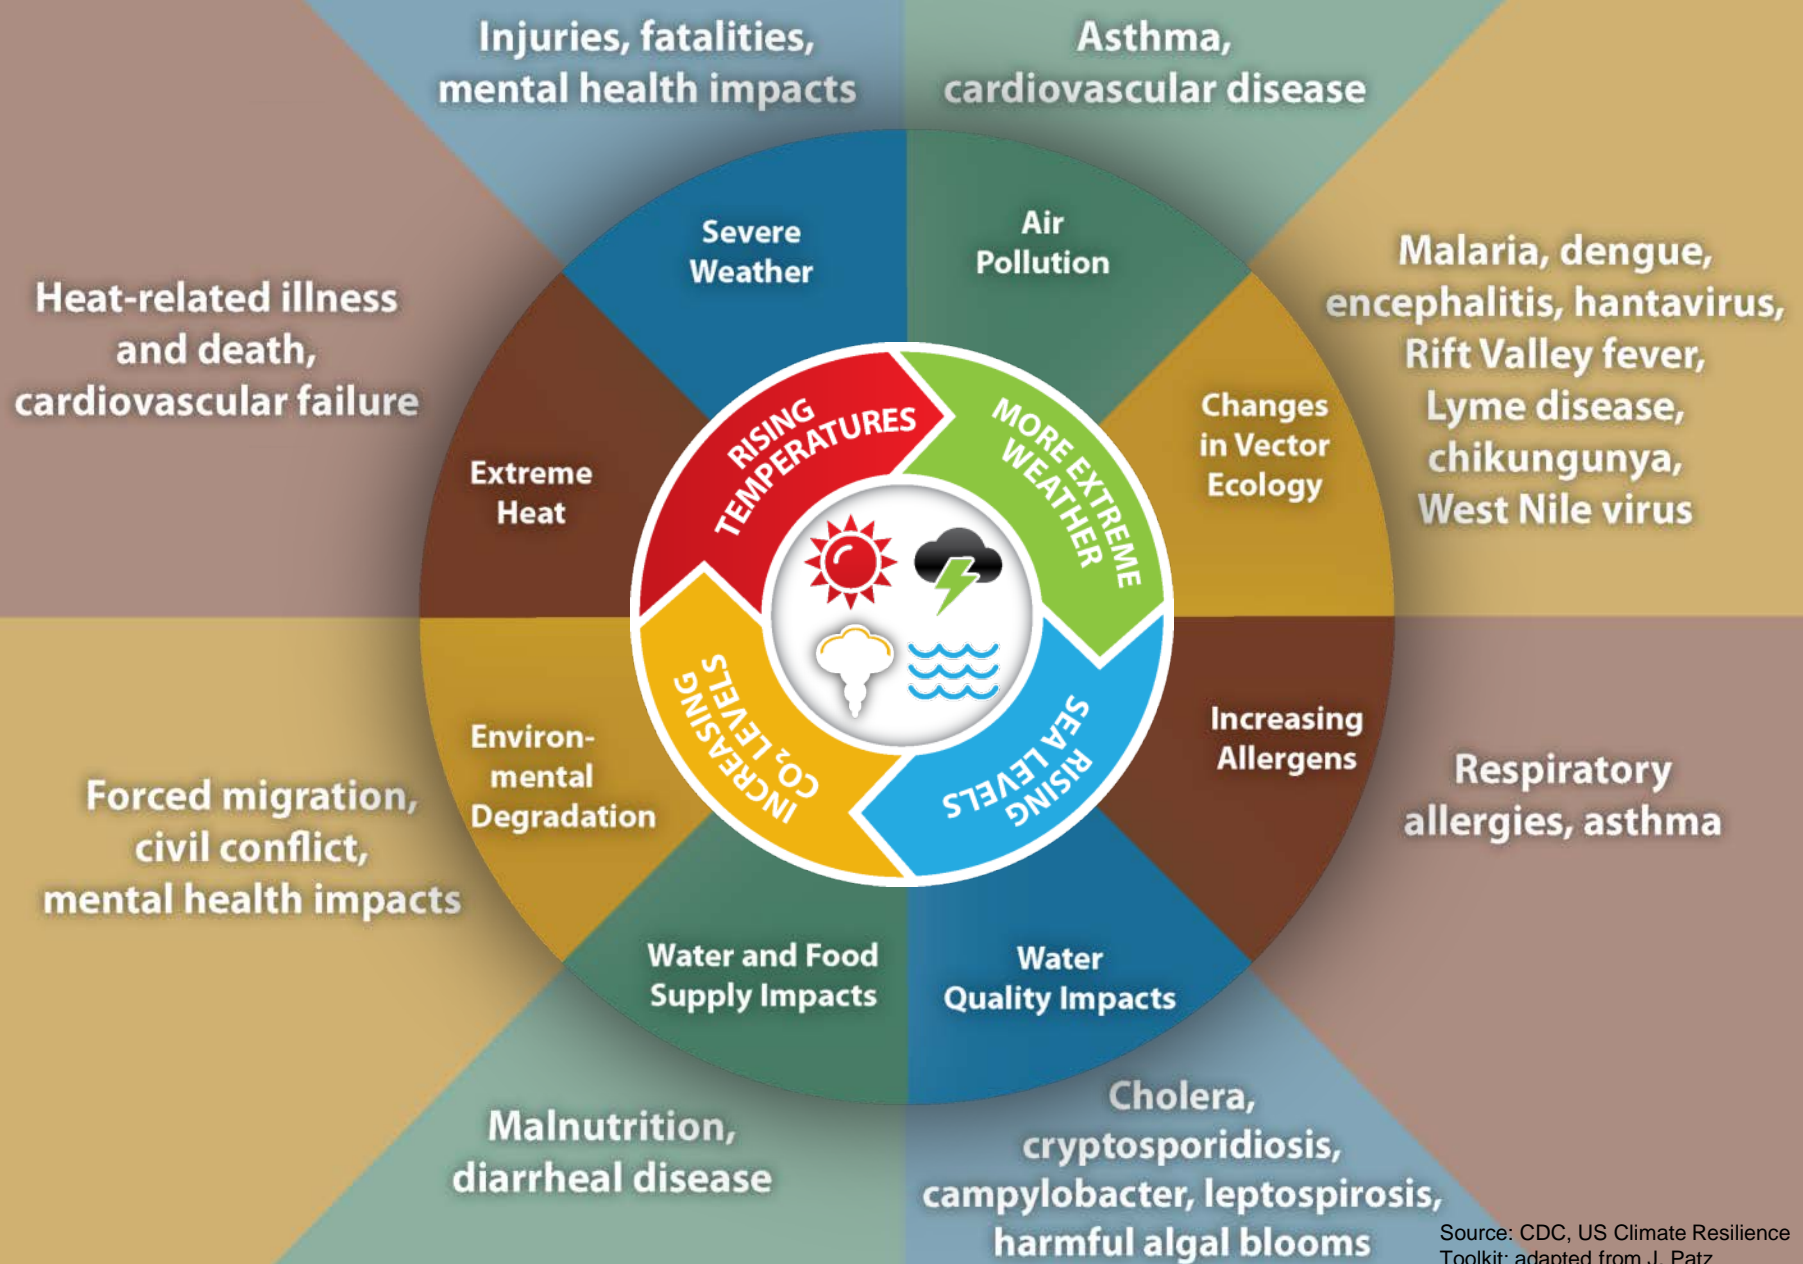 Injuries, fatalities,
mental health impacts
Asthma,
cardiovascular disease
Severe
Weather
Air
Pollution
Heat-related illness
and death,
cardiovascular failure
Malaria, dengue,
encephalitis, hantavirus,
Rift Valley fever,
Lyme disease,
chikungunya,
West Nile virus
Extreme
Heat
Changes
in Vector
Ecology
RISING
TEMPERATURES
MORE EXTREME
WEATHER
INCREASING
CO₂ LEVELS
RISING
SEA LEVELS
Environ-
mental
Degradation
Increasing
Allergens
Forced migration,
civil conflict,
mental health impacts
Respiratory
allergies, asthma
Water and Food
Supply Impacts
Water
Quality Impacts
Malnutrition,
diarrheal disease
Cholera,
cryptosporidiosis,
campylobacter, leptospirosis,
harmful algal blooms
Source: CDC, US Climate Resilience
Toolkit; adapted from J. Patz